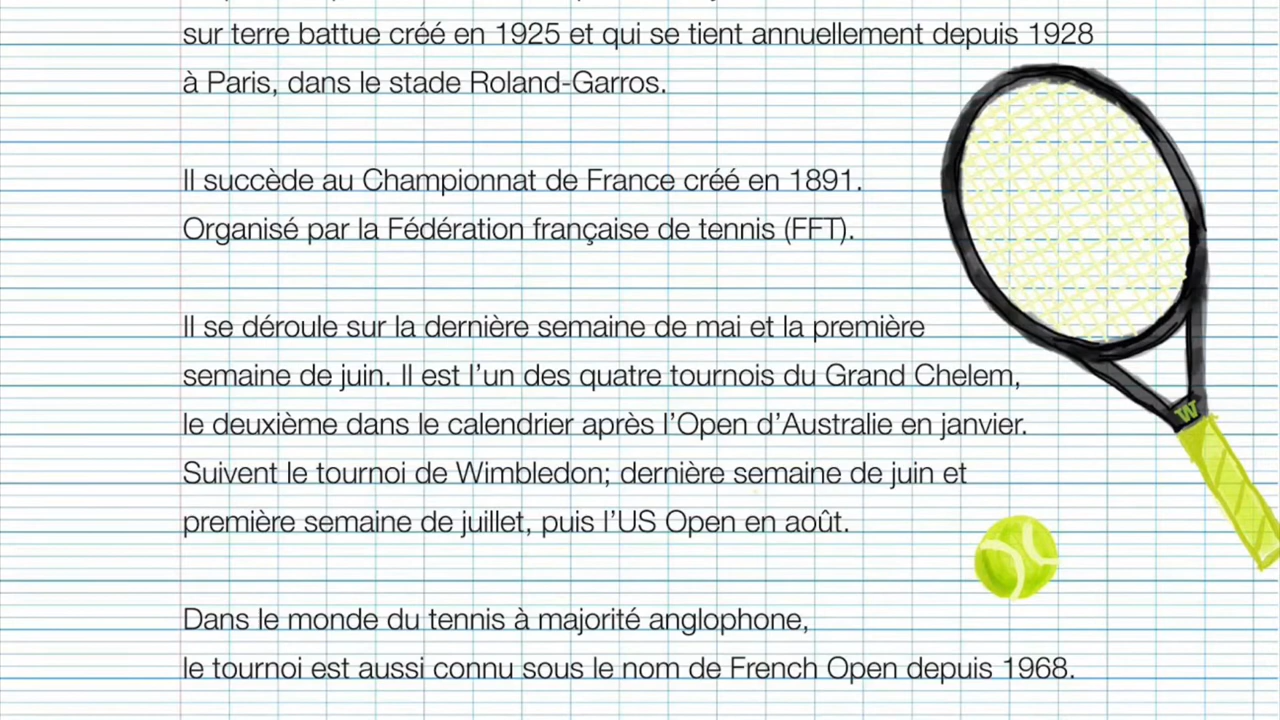 sur terre battue créé en 1925 et qui se tient annuellement depuis 1928
à Paris, dans le stade Roland-Garros.
Il succède au Championnat de France créé en 1891.
Organisé par la Fédération française de tennis (FFT).
Il se déroule sur la dernière semaine de mai et la première
semaine de juin. Il est l'un des quatre tournois du Grand Chelem,
le deuxième dans le calendrier après l'Open d'Australie en janvier.
Suivent le tournoi de Wimbledon; dernière semaine de juin et
première semaine de juillet, puis l'US Open en août.
Dans le monde du tennis à majorité anglophone,
le tournoi est aussi connu sous le nom de French Open depuis 1968.
W